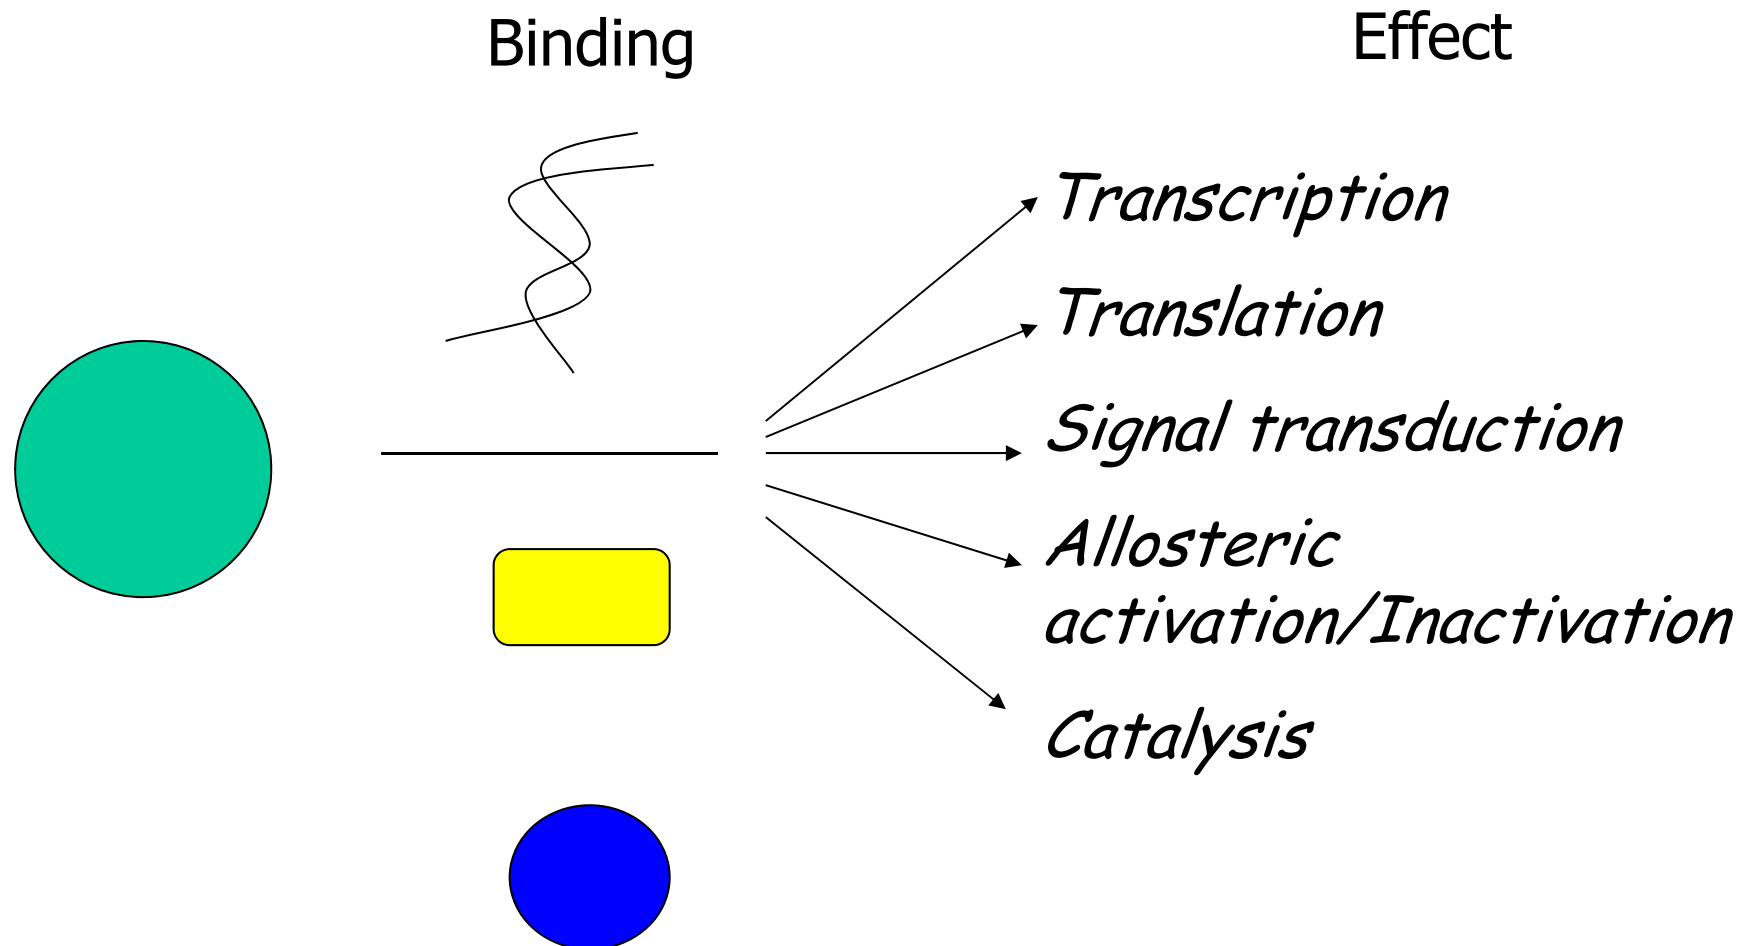 Binding
Effect
Transcription
Translation
Signal transduction
Allosteric
activation/Inactivation
Catalysis